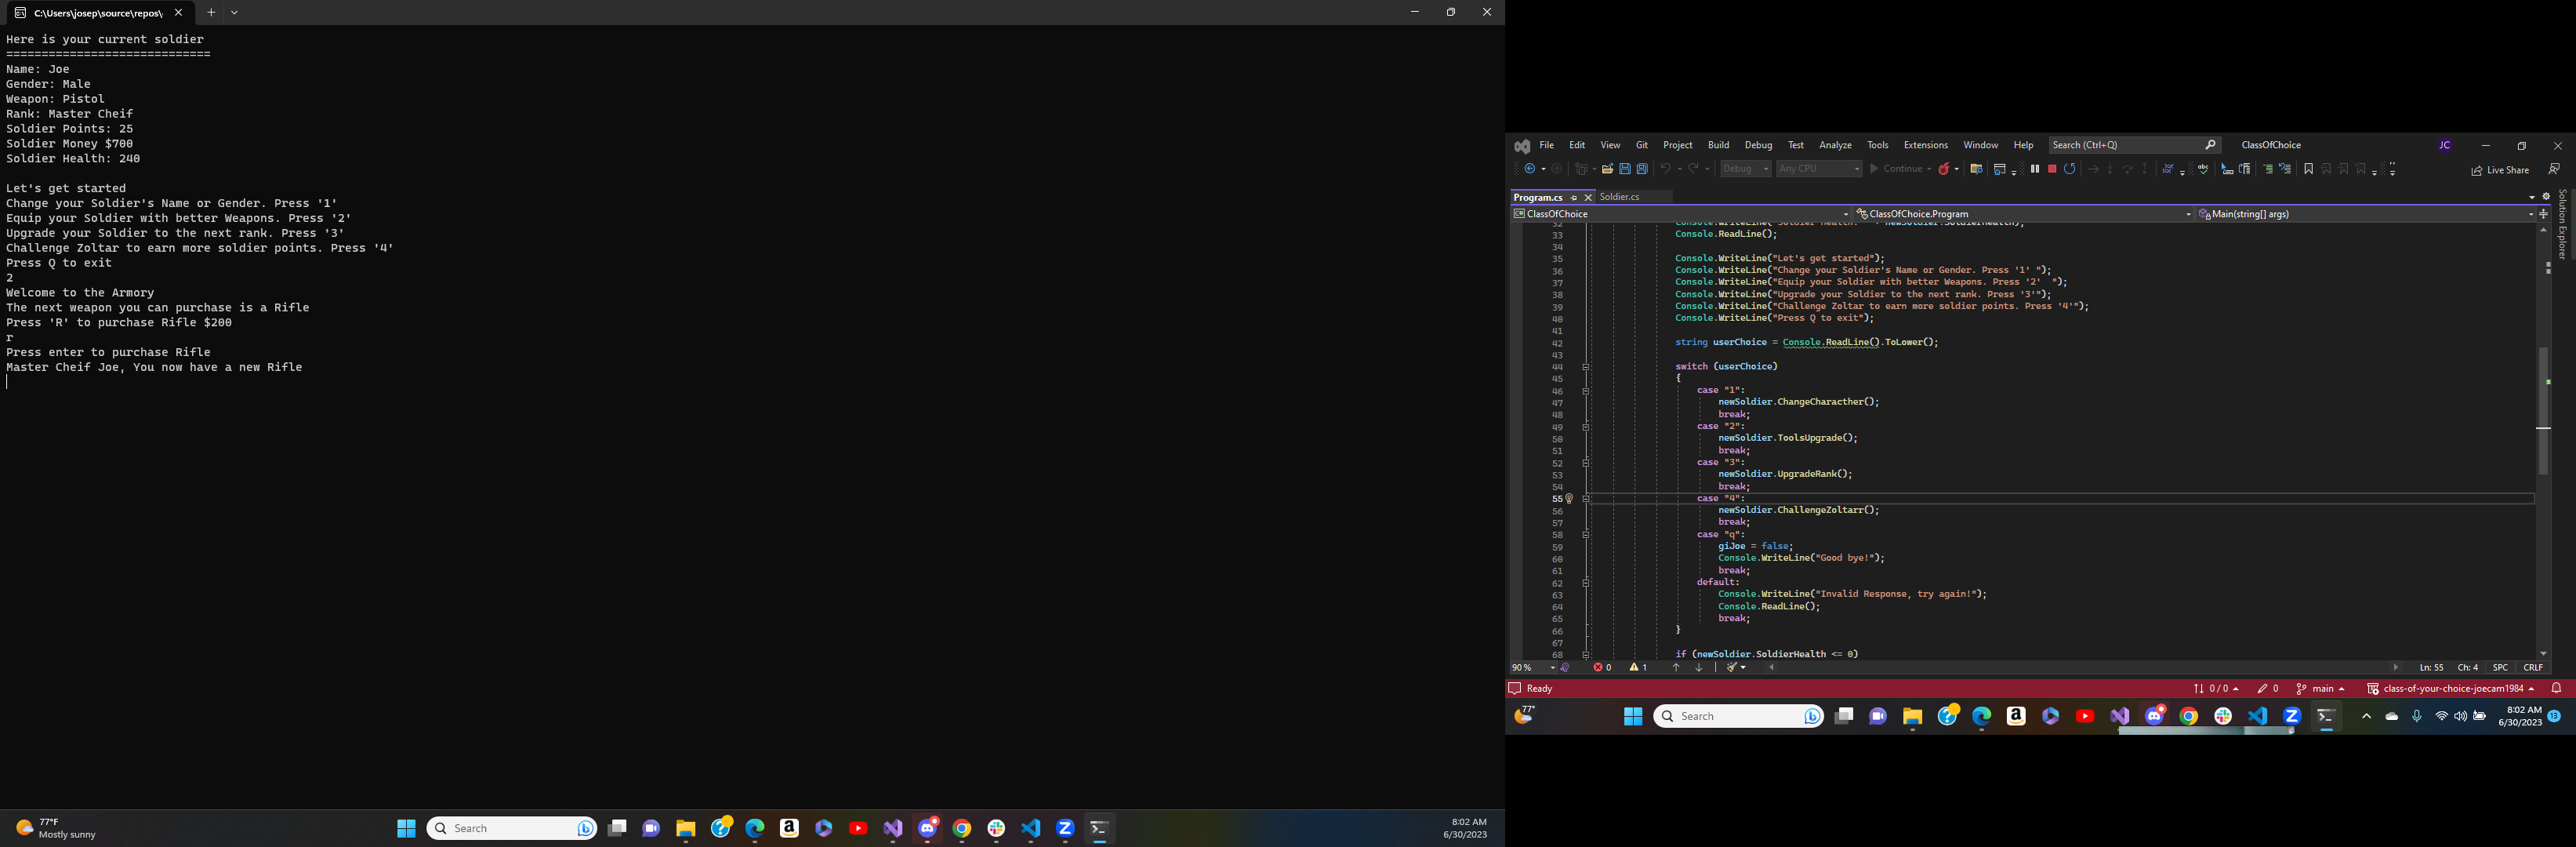 C:\Users\josep\source\repos\
Here is your current soldier
=============================
Name: Joe
Gender: Male
Weapon: Pistol
Rank: Master Cheif
Soldier Points: 25
Soldier Money $700
Soldier Health: 240
Let's get started
Change your Soldier's Name or Gender. Press '1'
Equip your Soldier with better Weapons. Press '2'
Upgrade your Soldier to the next rank. Press '3'
Challenge Zoltar to earn more soldier points. Press '4'
Press Q to exit
2
Welcome to the Armory
The next weapon you can purchase is a Rifle
Press 'R' to purchase Rifle $200
r
Press enter to purchase Rifle
Master Cheif Joe, You now have a new Rifle
77°F
Mostly sunny
Search
8:02 AM
6/30/2023
File Edit View Git Project Build Debug Test Analyze Tools Extensions Window Help Search (Ctrl+Q) ClassOfChoice JC
Debug Any CPU Continue Live Share
Program.cs Soldier.cs
Solution Explorer
ClassOfChoice ClassOfChoice.Program Main(string[] args)
32 Console.WriteLine("Soldier Health: " + newSoldier.SoldierHealth);
33 Console.ReadLine();
34
35 Console.WriteLine("Let's get started");
36 Console.WriteLine("Change your Soldier's Name or Gender. Press '1' ");
37 Console.WriteLine("Equip your Soldier with better Weapons. Press '2'  ");
38 Console.WriteLine("Upgrade your Soldier to the next rank. Press '3'");
39 Console.WriteLine("Challenge Zoltar to earn more soldier points. Press '4'");
40 Console.WriteLine("Press Q to exit");
41
42 string userChoice = Console.ReadLine().ToLower();
43
44 switch (userChoice)
45 {
46 case "1":
47 newSoldier.ChangeCharacther();
48 break;
49 case "2":
50 newSoldier.ToolsUpgrade();
51 break;
52 case "3":
53 newSoldier.UpgradeRank();
54 break;
55 case "4":
56 newSoldier.ChallengeZoltarr();
57 break;
58 case "q":
59 giJoe = false;
60 Console.WriteLine("Good bye!");
61 break;
62 default:
63 Console.WriteLine("Invalid Response, try again!");
64 Console.ReadLine();
65 break;
66 }
67
68 if (newSoldier.SoldierHealth <= 0)
90 % 0 1 Ln: 55 Ch: 4 SPC CRLF
Ready 0 / 0 0 main class-of-your-choice-joecam1984
77°
Search
8:02 AM
6/30/2023
13